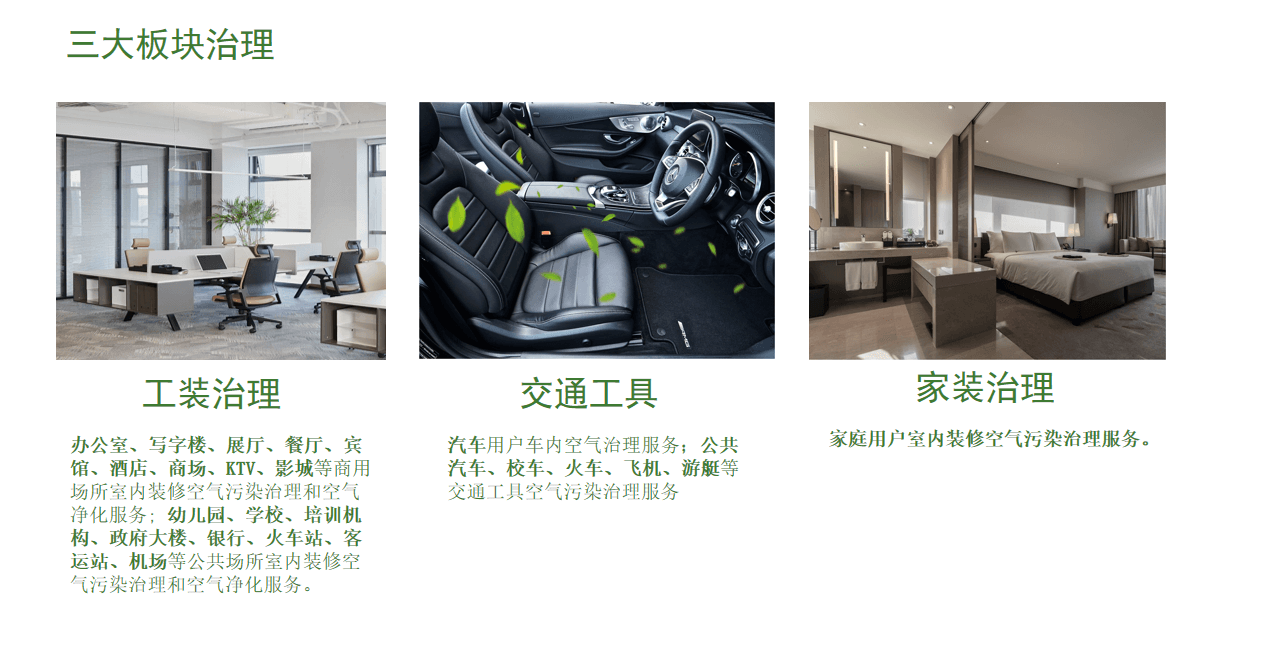 三大板块治理
工装治理
办公室、写字楼、展厅、餐厅、宾
馆、酒店、商场、KTV、影城等商用
场所室内装修空气污染治理和空气
净化服务；幼儿园、学校、培训机
构、政府大楼、银行、火车站、客
运站、机场等公共场所室内装修空
气污染治理和空气净化服务。
交通工具
汽车用户车内空气治理服务；公共
汽车、校车、火车、飞机、游艇等
交通工具空气污染治理服务
家装治理
家庭用户室内装修空气污染治理服务。